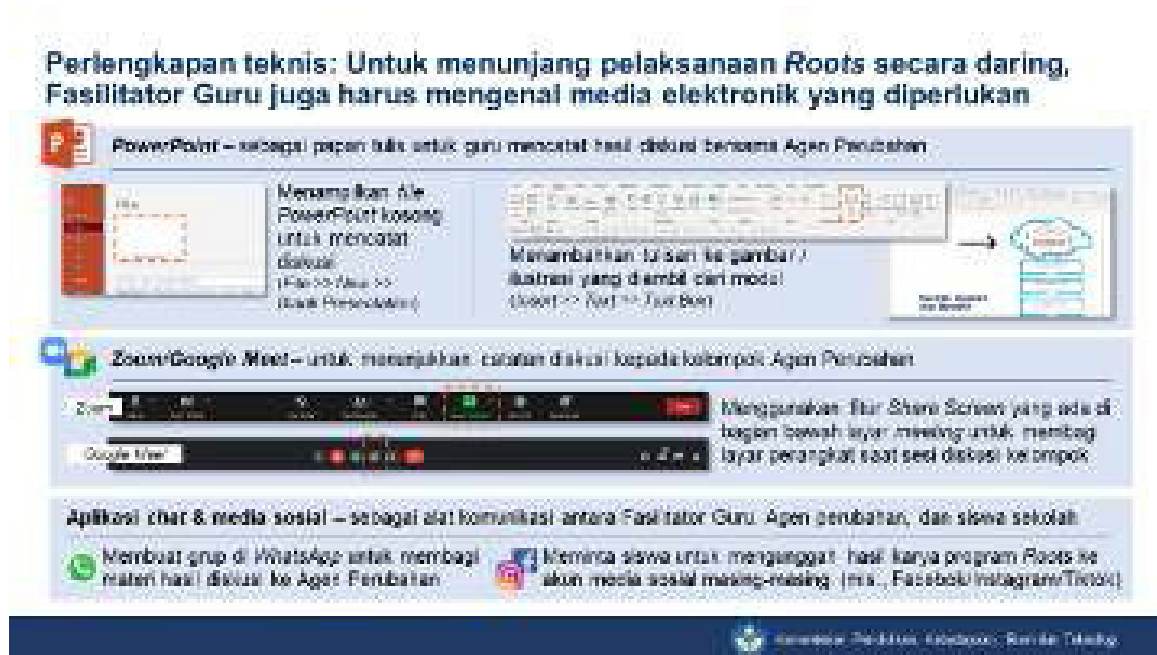 Perlengkapan teknis: Untuk menunjang pelaksanaan Roots secara daring,
Fasilitator Guru juga harus mengenal media elektronik yang diperlukan
PowerPoint – sebagai papan tulis untuk guru mencatat hasil diskusi bersama Agen Perubahan
Menampilkan file
PowerPoint kosong
untuk mencatat
diskusi
(File >> New >>
Blank Presentation)
Menambahkan tulisan ke gambar /
ilustrasi yang diambil dari modul
(Insert >> Text >> Text Box)
Zoom/Google Meet – untuk menunjukkan catatan diskusi kepada kelompok Agen Perubahan
Zoom
Google Meet
Menggunakan fitur Share Screen yang ada di
bagian bawah layar meeting untuk membagi
layar perangkat saat sesi diskusi kelompok
Aplikasi chat & media sosial – sebagai alat komunikasi antara Fasilitator Guru, Agen perubahan, dan siswa sekolah
Membuat grup di WhatsApp untuk membagi
materi hasil diskusi ke Agen Perubahan
Meminta siswa untuk mengunggah hasil karya program Roots ke
akun media sosial masing-masing (mis., Facebok/Instagram/Tiktok)
Kementerian Pendidikan, Kebudayaan, Riset dan Teknologi